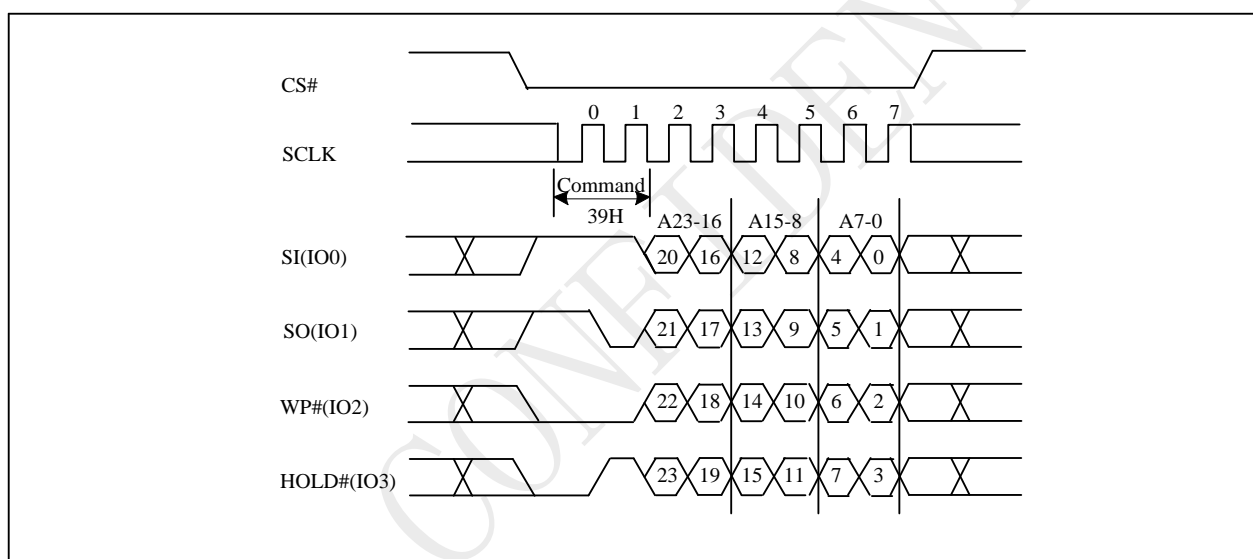 CS#
0 1 2 3 4 5 6 7
SCLK
Command
39H
A23-16 A15-8 A7-0
SI(IO0) 20 16 12 8 4 0
SO(IO1) 21 17 13 9 5 1
WP#(IO2) 22 18 14 10 6 2
HOLD#(IO3) 23 19 15 11 7 3
CONFIDEN